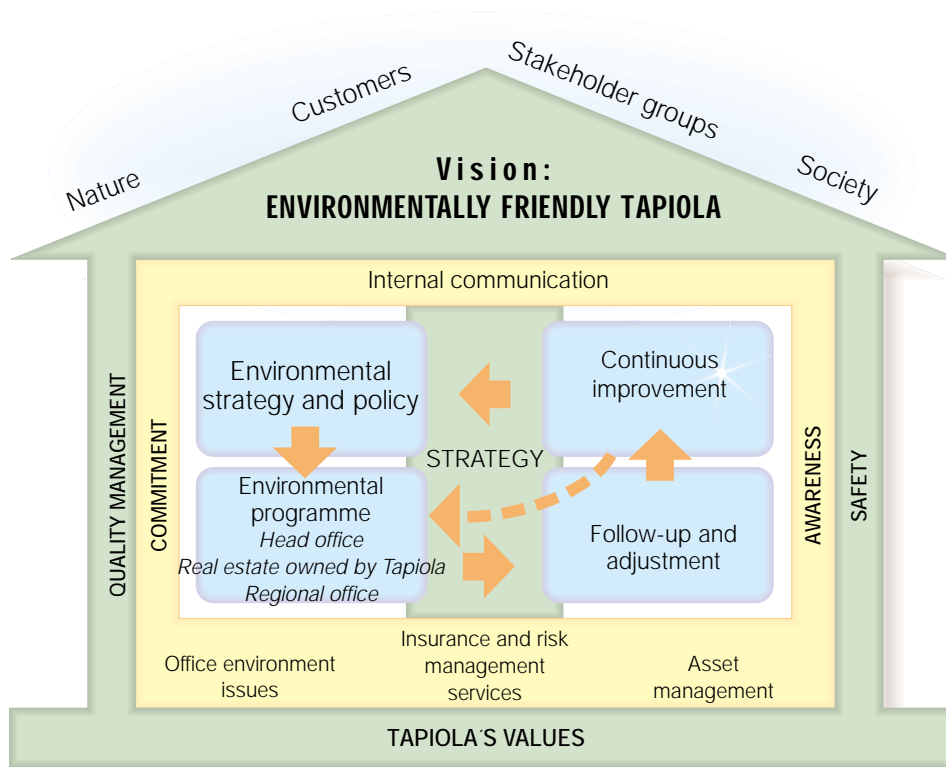 Stakeholder groups
Customers
Nature
Society
Vision:
ENVIRONMENTALLY FRIENDLY TAPIOLA
Internal communication
QUALITY MANAGEMENT
COMMITMENT
Environmental
strategy and policy
Continuous
improvement
STRATEGY
Environmental
programme
Head office
Real estate owned by Tapiola
Regional office
Follow-up and
adjustment
AWARENESS
SAFETY
Office environment
issues
Insurance and risk
management
services
Asset
management
TAPIOLA´S VALUES